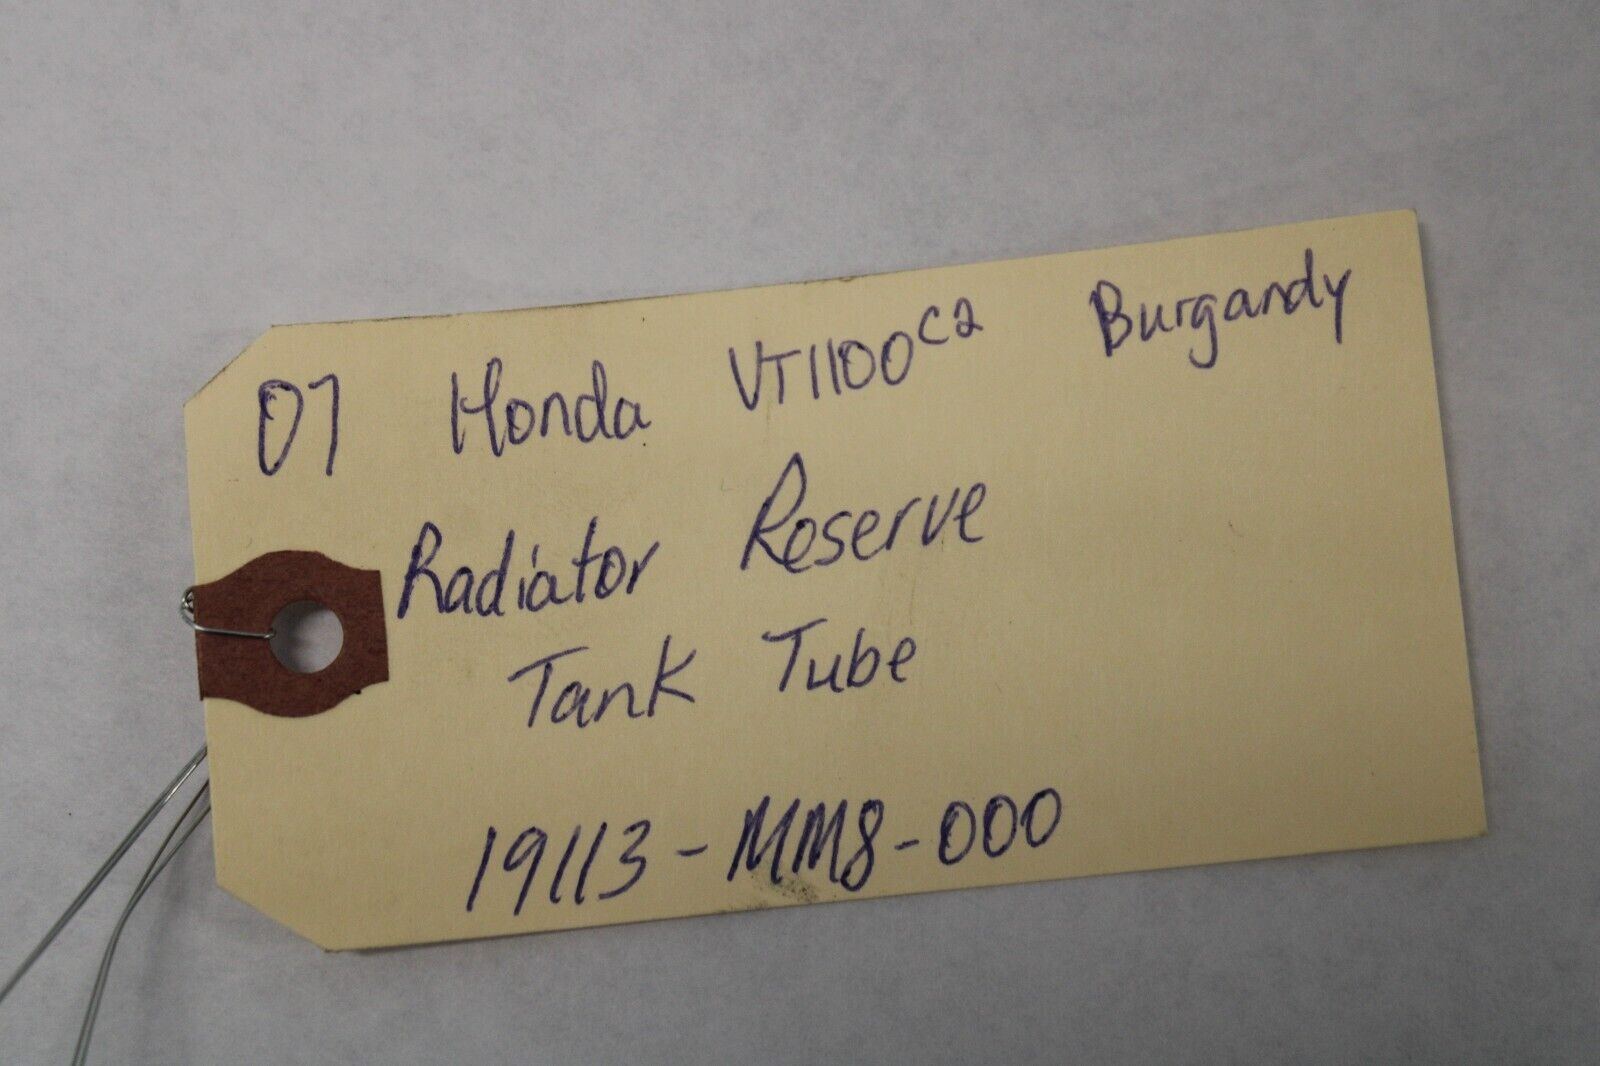 07 Honda VT1100C2 Burgandy
Radiator Reserve
Tank Tube
19113-MM8-000